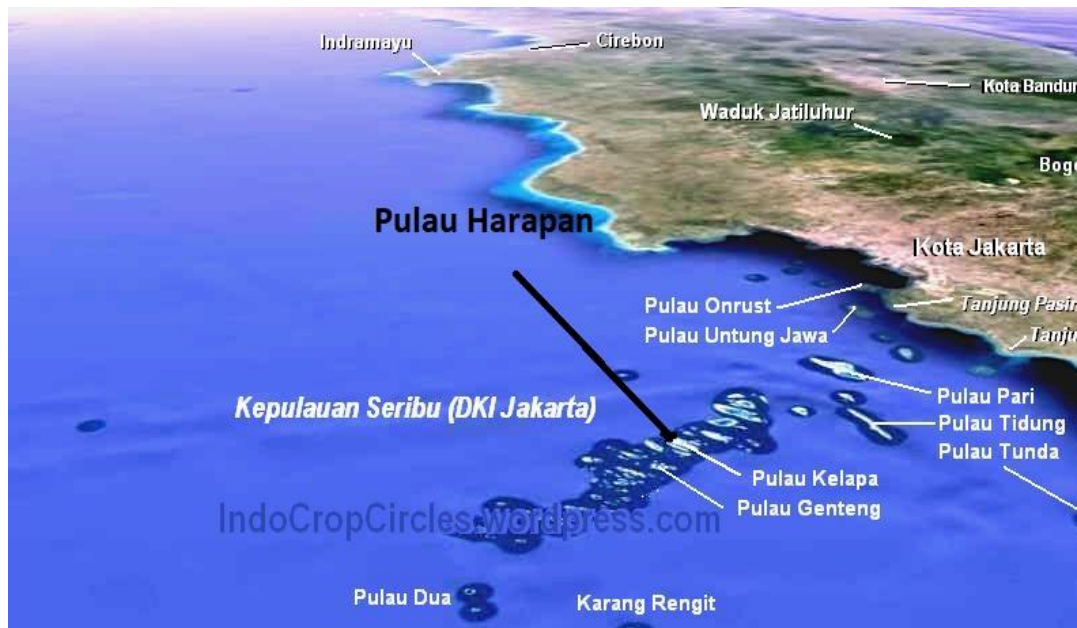 Indramayu
Cirebon
Kota Bandun
Waduk Jatiluhur
Bogo
Pulau Harapan
Kota Jakarta
Pulau Onrust
Tanjung Pasir
Pulau Untung Jawa
Tanju
Pulau Pari
Kepulauan Seribu (DKI Jakarta)
Pulau Tidung
Pulau Tunda
Pulau Kelapa
Pulau Genteng
IndoCropCircles.wordpress.com
Pulau Dua
Karang Rengit